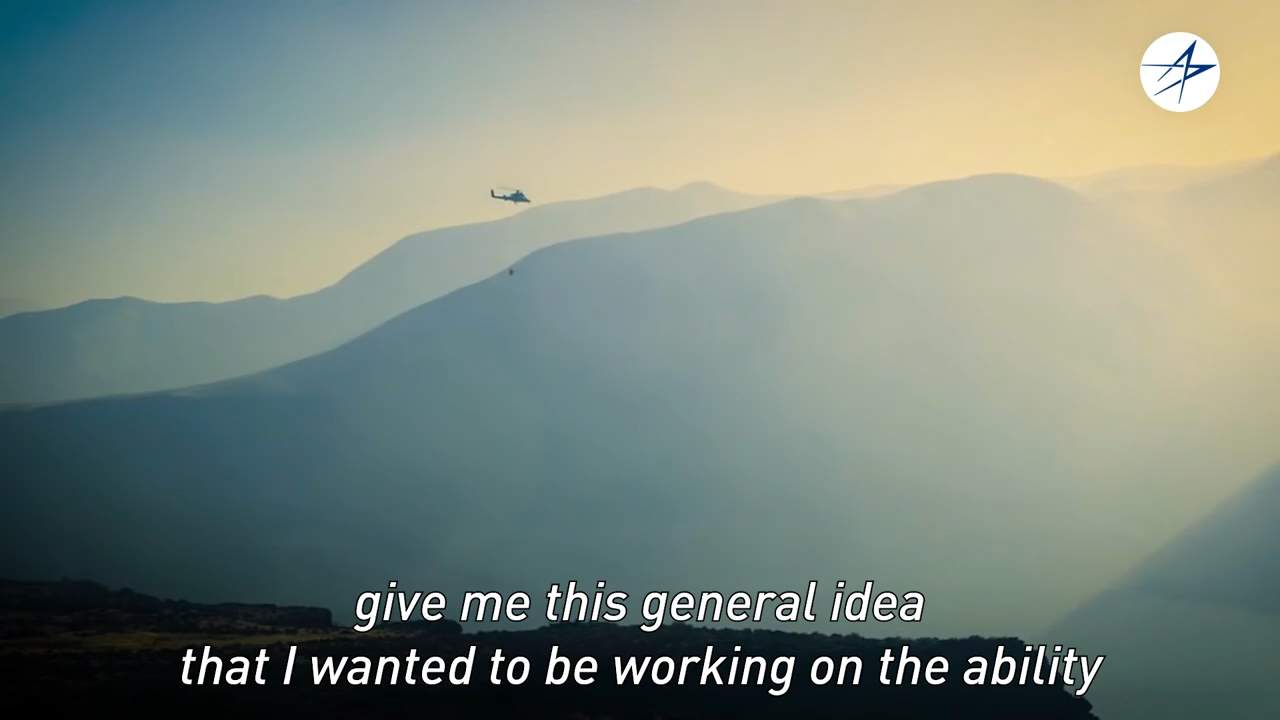 give me this general idea
that I wanted to be working on the ability